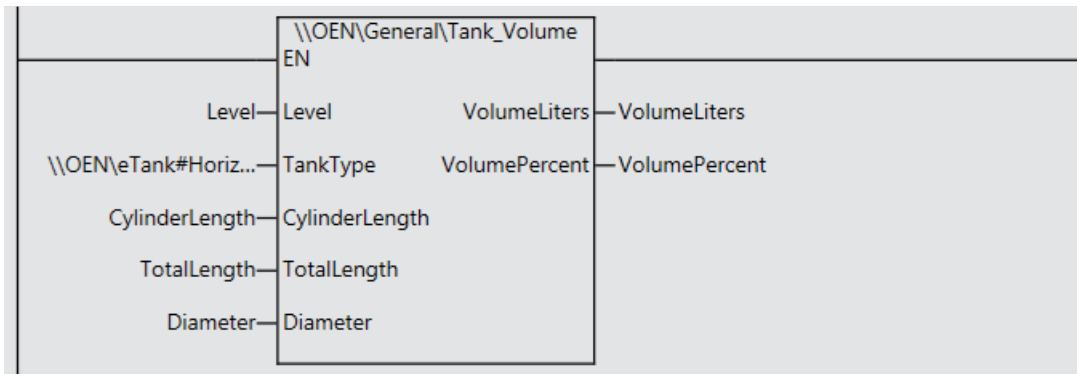 \\OEN\General\Tank_Volume
EN
Level Level VolumeLiters VolumeLiters
\\OEN\eTank#Horiz... TankType VolumePercent VolumePercent
CylinderLength CylinderLength
TotalLength TotalLength
Diameter Diameter